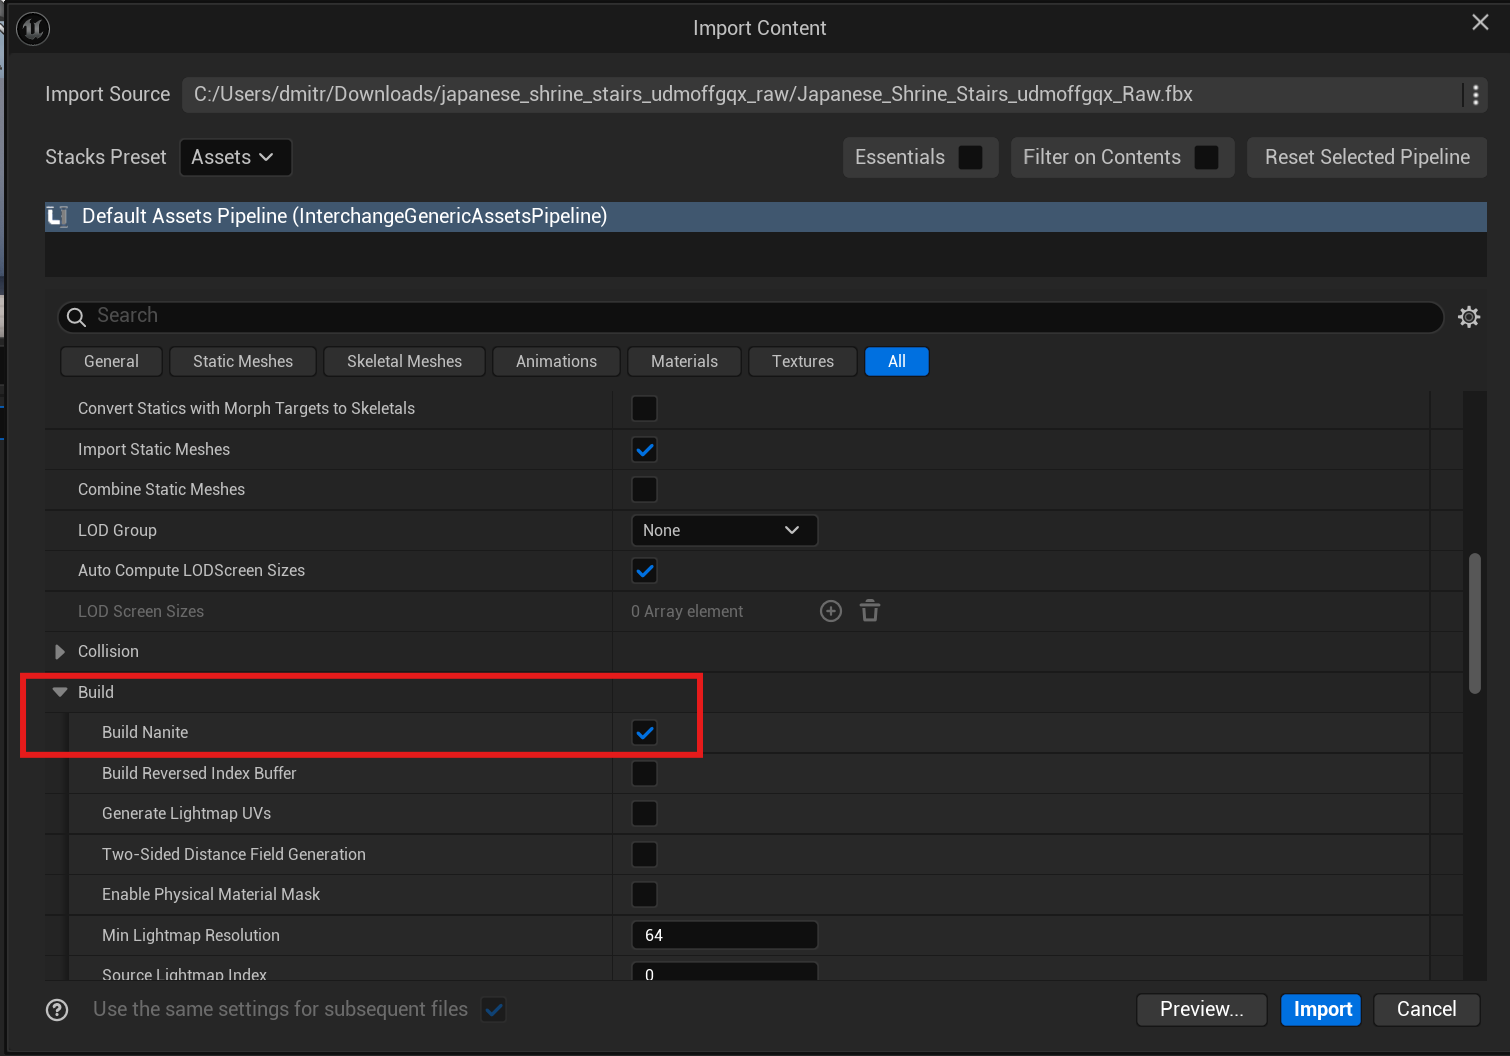 Import Content
Import Source C:/Users/dmitr/Downloads/japanese_shrine_stairs_udmoffgqx_raw/Japanese_Shrine_Stairs_udmoffgqx_Raw.fbx
Stacks Preset Assets Essentials Filter on Contents Reset Selected Pipeline
Default Assets Pipeline (InterchangeGenericAssetsPipeline)
Search
General Static Meshes Skeletal Meshes Animations Materials Textures All
Convert Statics with Morph Targets to Skeletals
Import Static Meshes
Combine Static Meshes
LOD Group None
Auto Compute LODScreen Sizes
LOD Screen Sizes 0 Array element
Collision
Build
Build Nanite
Build Reversed Index Buffer
Generate Lightmap UVs
Two-Sided Distance Field Generation
Enable Physical Material Mask
Min Lightmap Resolution 64
Source Lightmap Index 0
Use the same settings for subsequent files Preview... Import Cancel